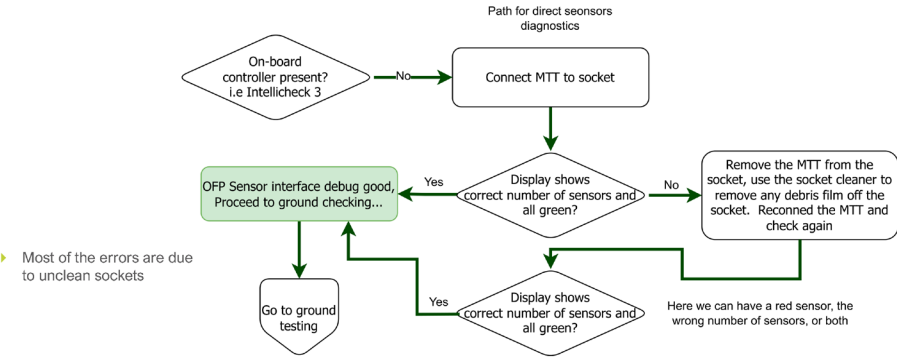 Path for direct seonsors
diagnostics
On-board
controller present?
i.e Intellicheck 3
No
Connect MTT to socket
OFP Sensor interface debug good,
Proceed to ground checking...
Yes
Display shows
correct number of sensors and
all green?
No
Remove the MTT from the
socket, use the socket cleaner to
remove any debris film off the
socket. Reconned the MTT and
check again
Most of the errors are due
to unclean sockets
Go to ground
testing
Yes
Display shows
correct number of sensors and
all green?
Here we can have a red sensor, the
wrong number of sensors, or both